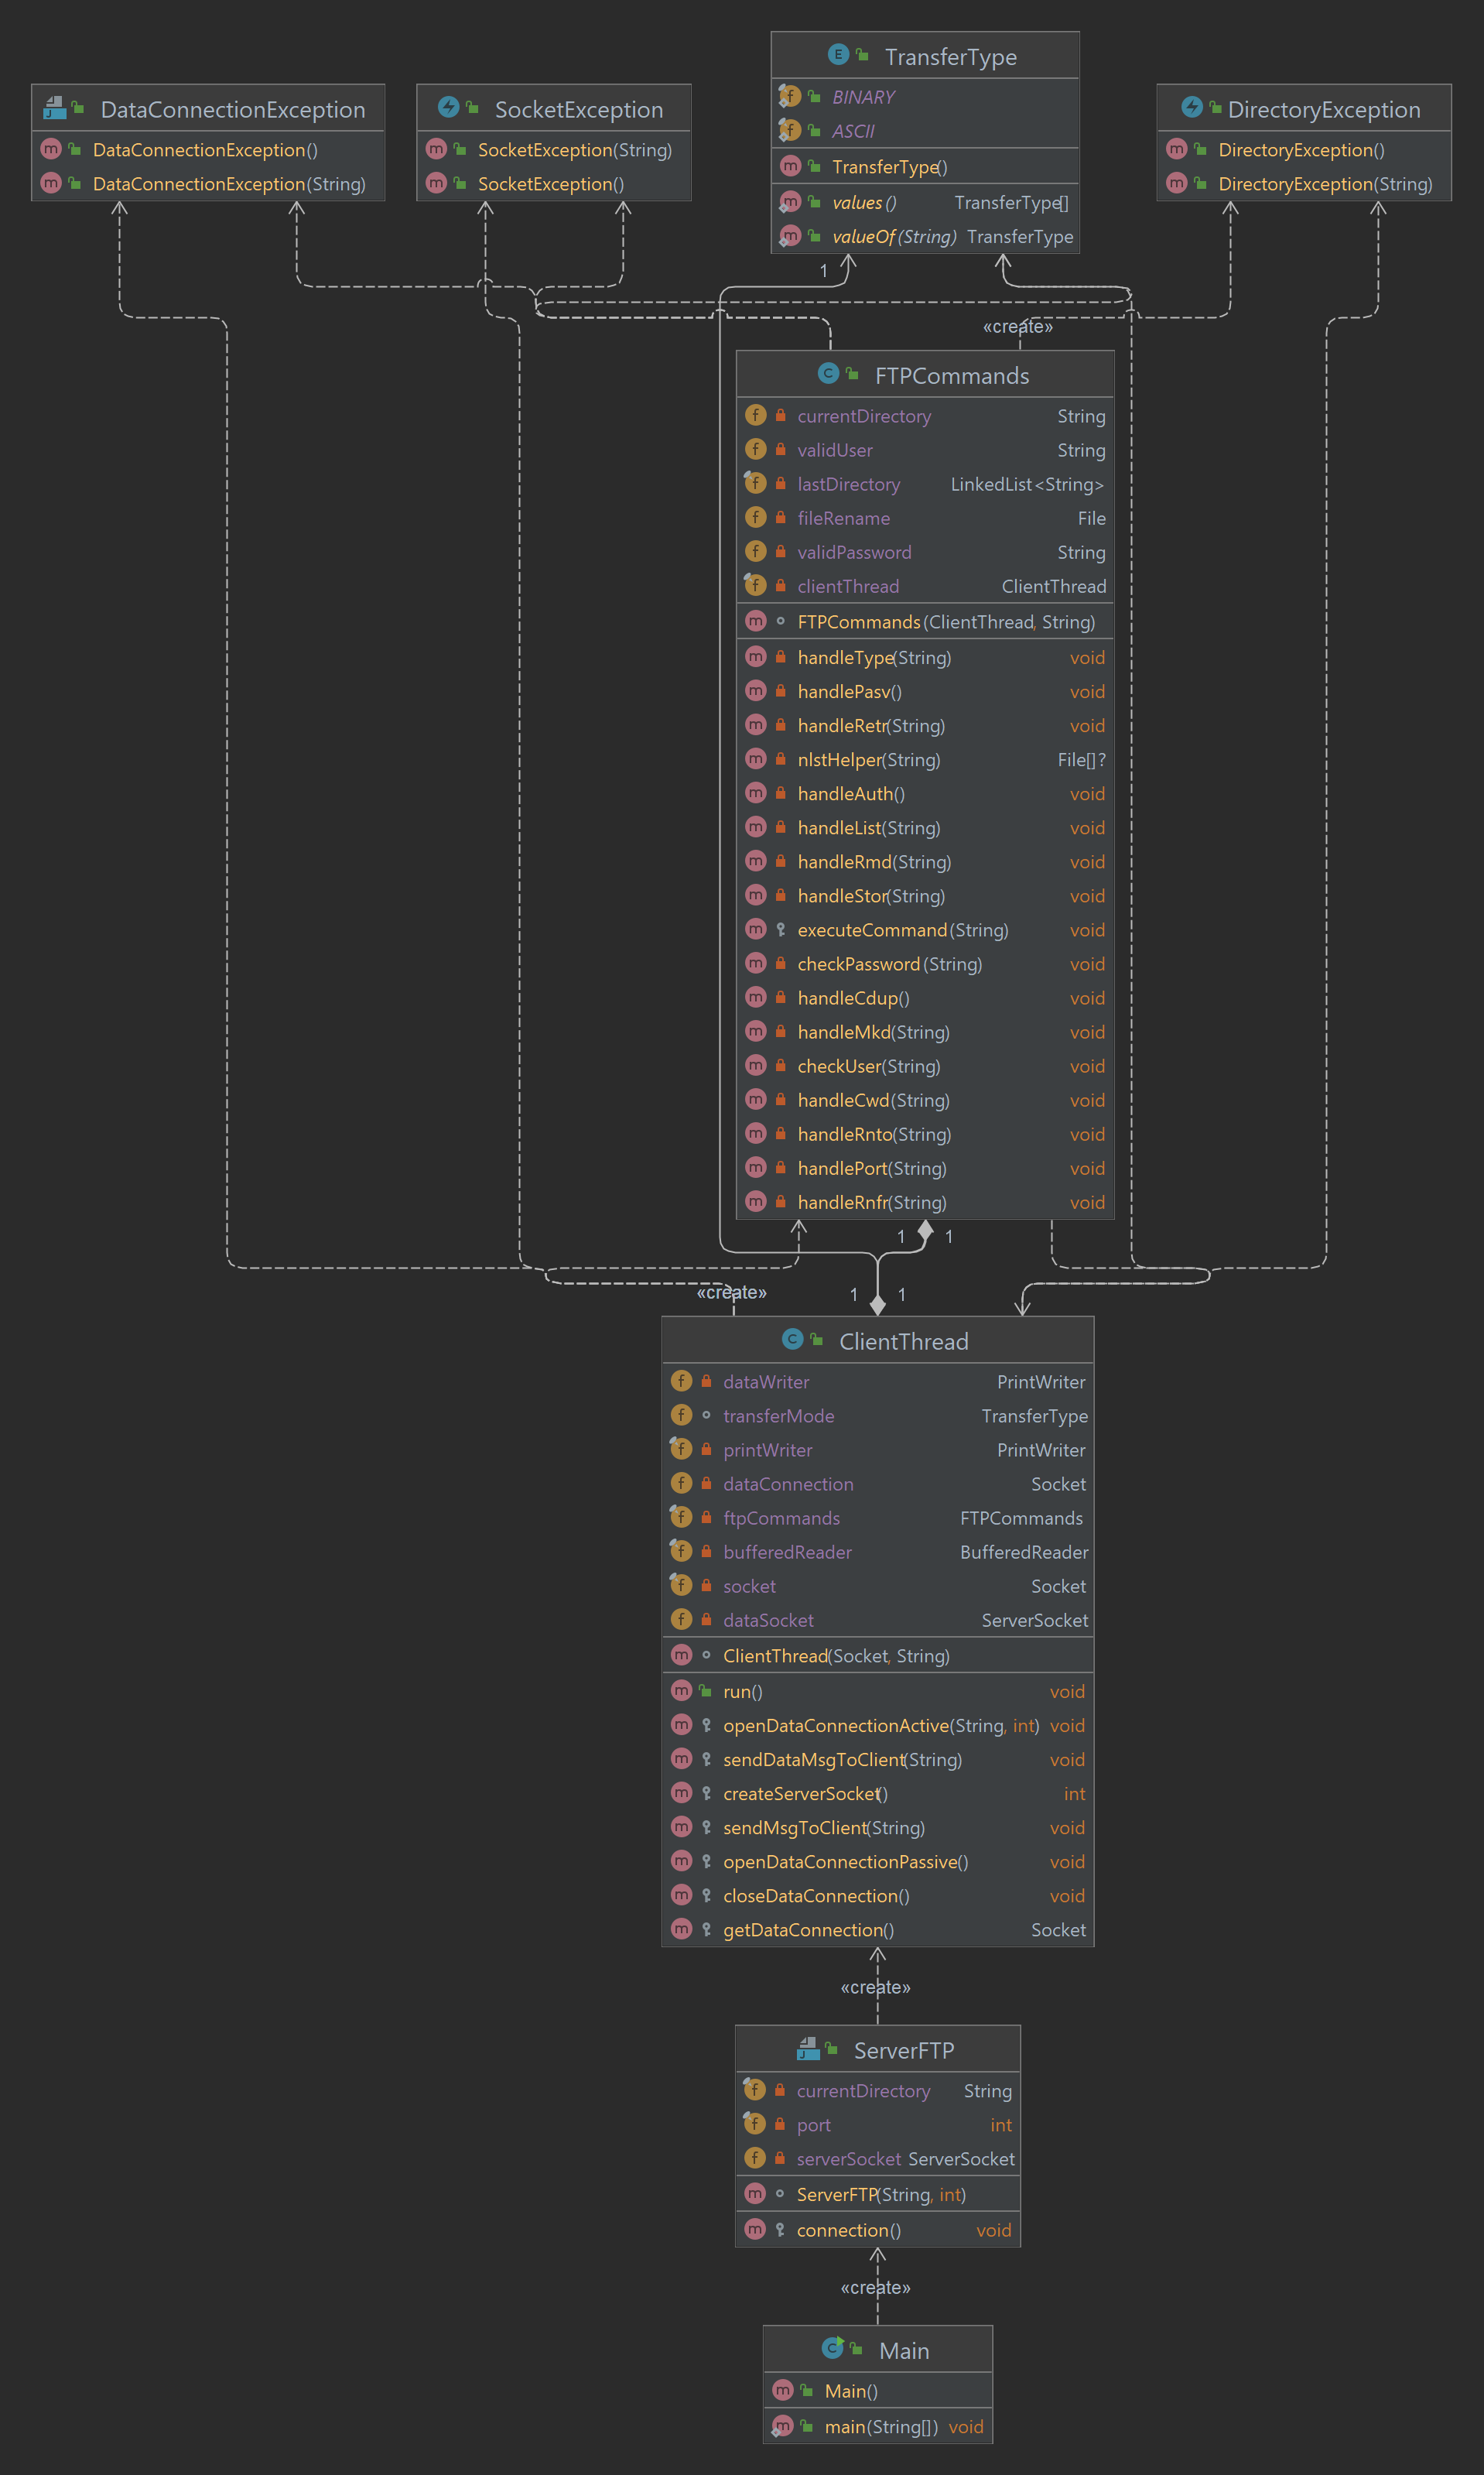 TransferType
BINARY
ASCII
TransferType()
values() TransferType[]
valueOf(String) TransferType
DataConnectionException
DataConnectionException()
DataConnectionException(String)
SocketException
SocketException(String)
SocketException()
DirectoryException
DirectoryException()
DirectoryException(String)
1
«create»
FTPCommands
currentDirectory String
validUser String
lastDirectory LinkedList<String>
fileRename File
validPassword String
clientThread ClientThread
FTPCommands(ClientThread, String)
handleType(String) void
handlePasv() void
handleRetr(String) void
nlstHelper(String) File[]?
handleAuth() void
handleList(String) void
handleRmd(String) void
handleStor(String) void
executeCommand(String) void
checkPassword(String) void
handleCdup() void
handleMkd(String) void
checkUser(String) void
handleCwd(String) void
handleRnto(String) void
handlePort(String) void
handleRnfr(String) void
1 1
«create»
1 1
ClientThread
dataWriter PrintWriter
transferMode TransferType
printWriter PrintWriter
dataConnection Socket
ftpCommands FTPCommands
bufferedReader BufferedReader
socket Socket
dataSocket ServerSocket
ClientThread(Socket, String)
run() void
openDataConnectionActive(String, int) void
sendDataMsgToClient(String) void
createServerSocket() int
sendMsgToClient(String) void
openDataConnectionPassive() void
closeDataConnection() void
getDataConnection() Socket
«create»
ServerFTP
currentDirectory String
port int
serverSocket ServerSocket
ServerFTP(String, int)
connection() void
«create»
Main
Main()
main(String[]) void